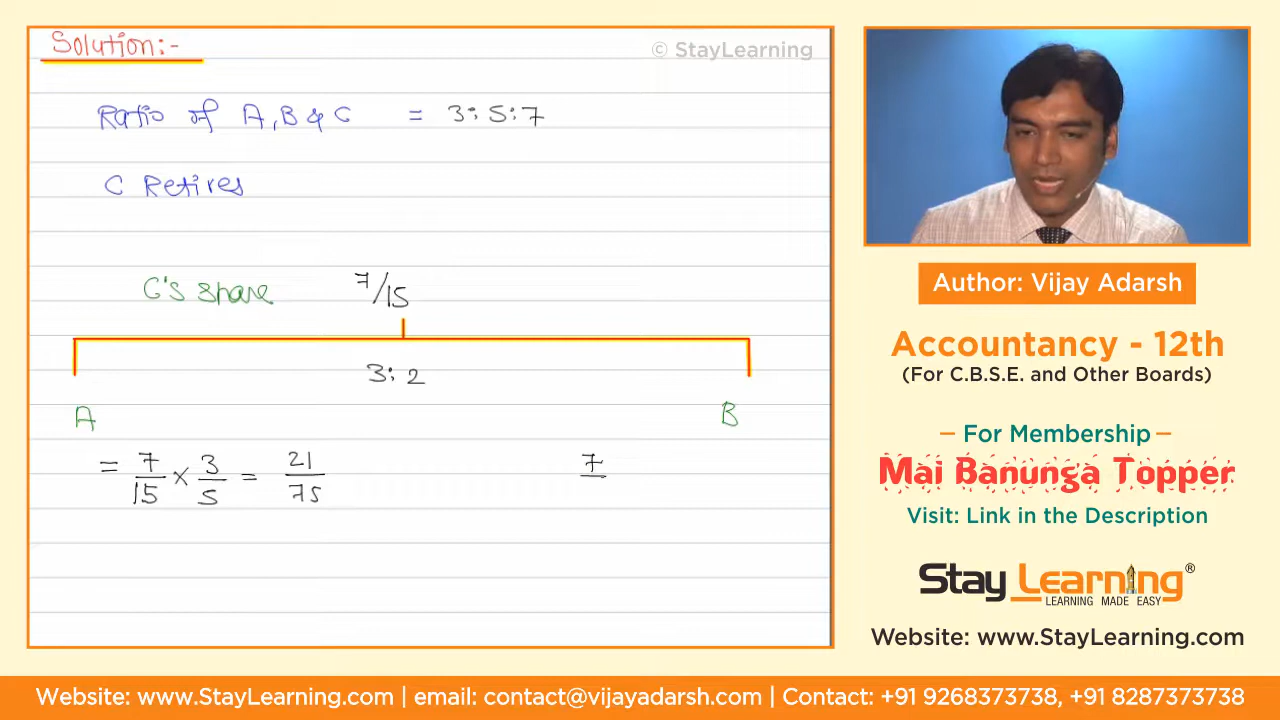 Solution:-
© StayLearning
Ratio of A, B & C = 3:5:7
C Retires
C's share 7/15
3:2
A
B
= 7/15 × 3/5 = 21/75
7
Author: Vijay Adarsh
Accountancy - 12th
(For C.B.S.E. and Other Boards)
– For Membership –
Mai Banunga Topper
Visit: Link in the Description
Stay Learning®
LEARNING MADE EASY
Website: www.StayLearning.com
Website: www.StayLearning.com | email: contact@vijayadarsh.com | Contact: +91 9268373738, +91 8287373738